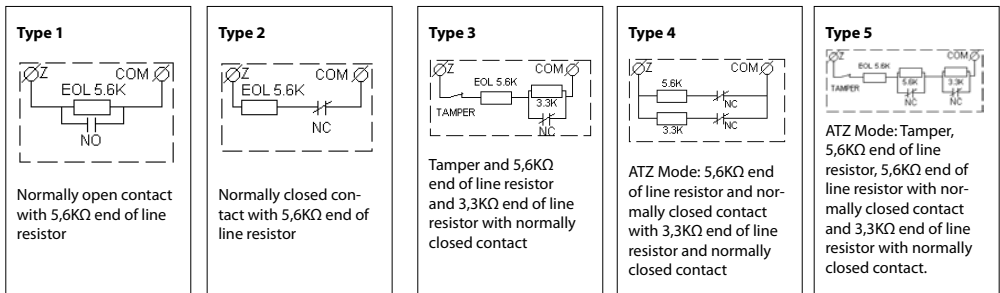 Type 1
Z COM
EOL 5.6K
NO
Normally open contact
with 5,6KΩ end of line
resistor
Type 2
Z COM
EOL 5.6K
NC
Normally closed con-
tact with 5,6KΩ end of
line resistor
Type 3
Z COM
EOL 5.6K
TAMPER
3.3K
NC
Tamper and 5,6KΩ
end of line resistor
and 3,3KΩ end of line
resistor with normally
closed contact
Type 4
Z COM
5.6K
NC
3.3K
NC
ATZ Mode: 5,6KΩ end
of line resistor and nor-
mally closed contact
with 3,3KΩ end of line
resistor and normally
closed contact
Type 5
Z COM
EOL 5.6K
TAMPER
5.6K
3.3K
NC NC
ATZ Mode: Tamper,
5,6KΩ end of line
resistor, 5,6KΩ end of
line resistor with nor-
mally closed contact
and 3,3KΩ end of line
resistor with normally
closed contact.